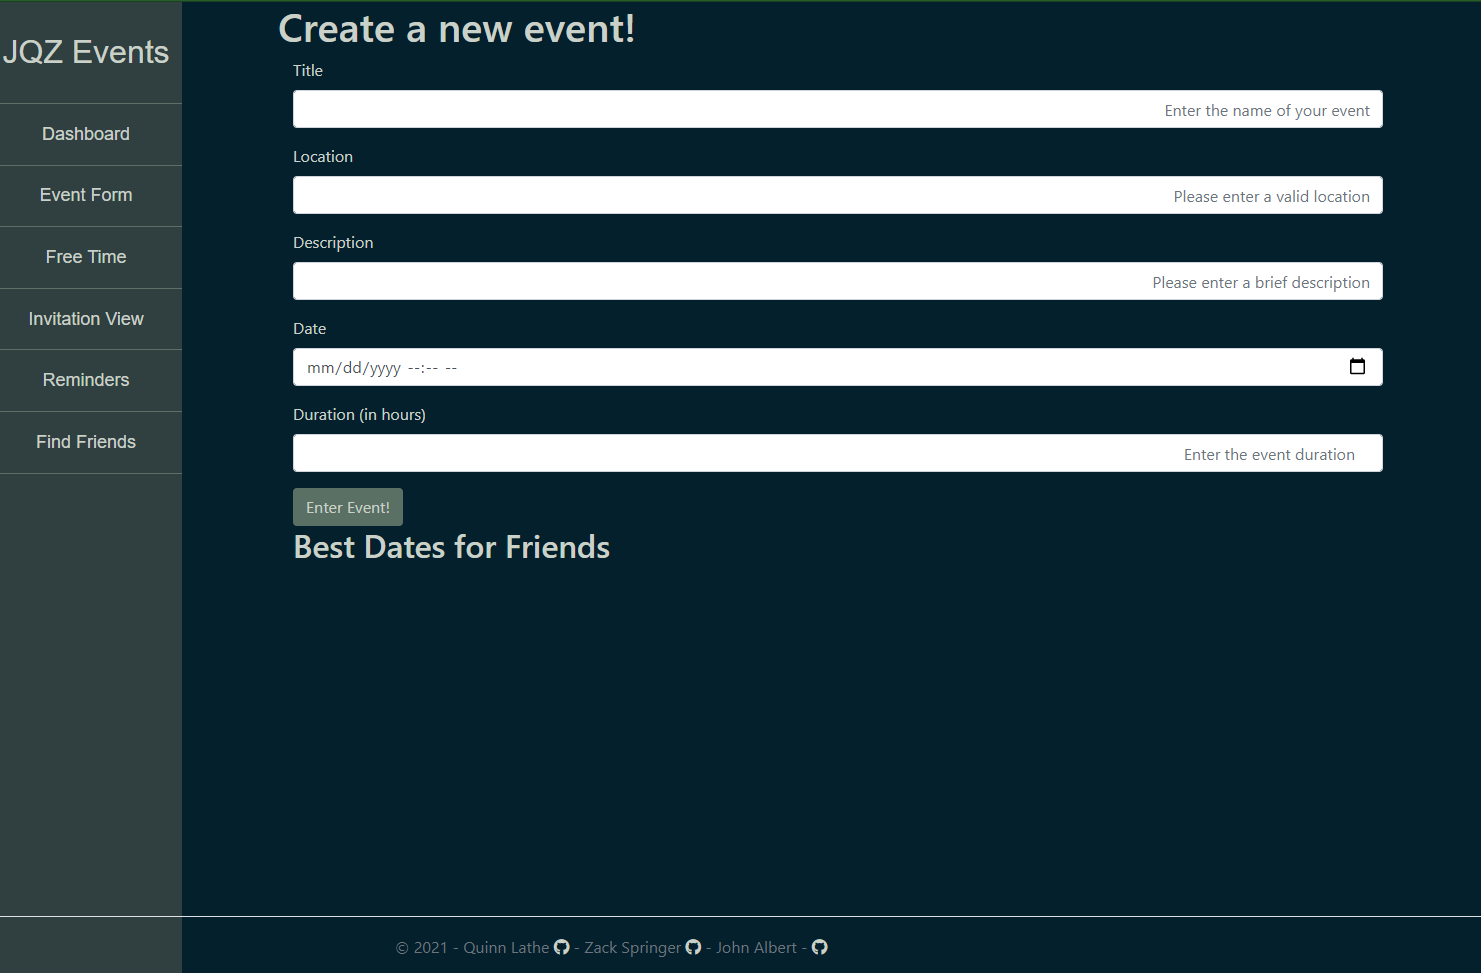 JQZ Events
Dashboard
Event Form
Free Time
Invitation View
Reminders
Find Friends
Create a new event!
Title
Enter the name of your event
Location
Please enter a valid location
Description
Please enter a brief description
Date
mm/dd/yyyy --:-- --
Duration (in hours)
Enter the event duration
Enter Event!
Best Dates for Friends
© 2021 - Quinn Lathe - Zack Springer - John Albert -